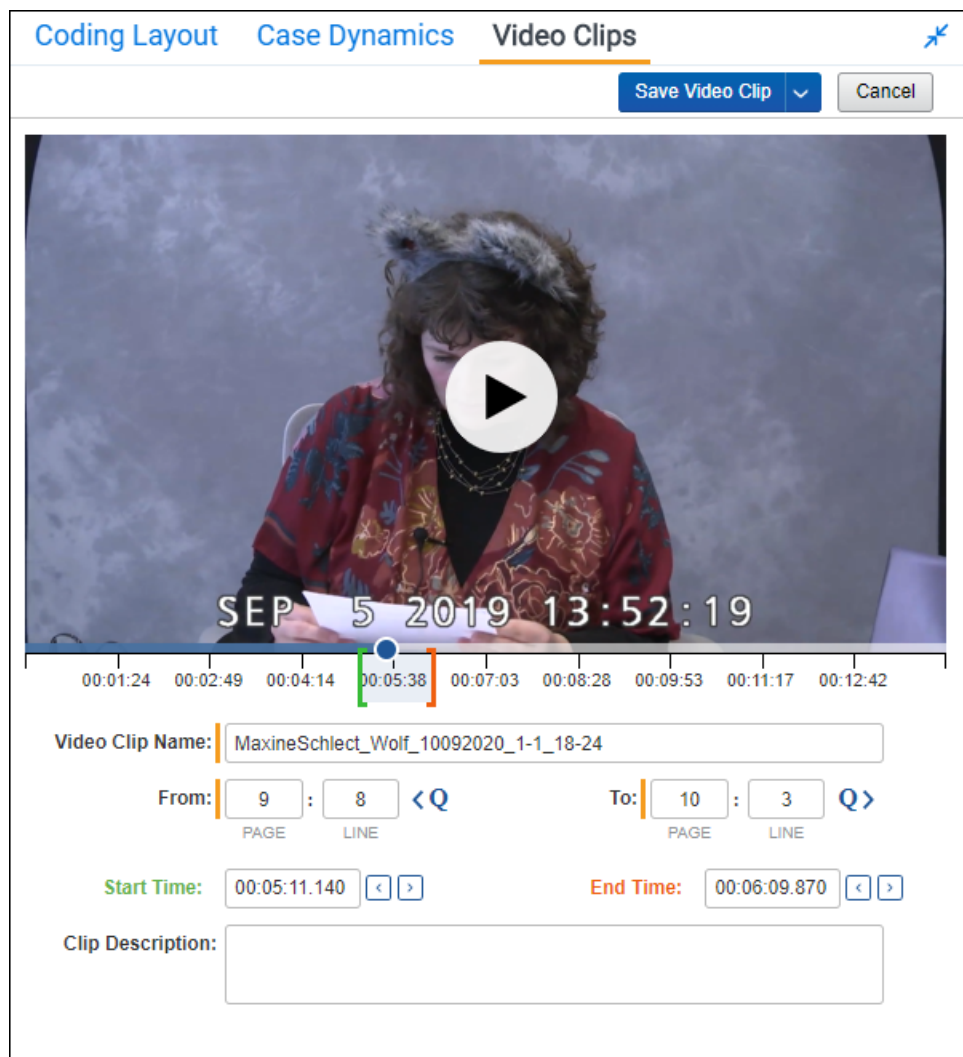 Coding Layout Case Dynamics Video Clips
Save Video Clip Cancel
SEP 5 2019 13:52:19
00:01:24 00:02:49 00:04:14 00:05:38 00:07:03 00:08:28 00:09:53 00:11:17 00:12:42
Video Clip Name: MaxineSchlect_Wolf_10092020_1-1_18-24
From: 9 : 8 <Q To: 10 : 3 Q>
PAGE LINE PAGE LINE
Start Time: 00:05:11.140 < > End Time: 00:06:09.870 < >
Clip Description: